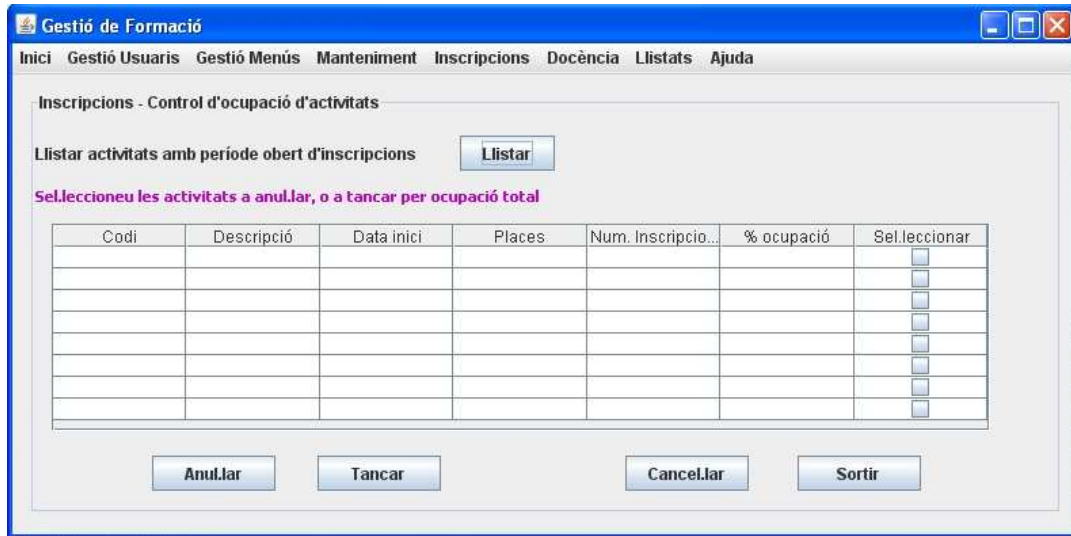 Gestió de Formació
Inici Gestió Usuaris Gestió Menús Manteniment Inscripcions Docència Llistats Ajuda
Inscripcions - Control d'ocupació d'activitats
Llistar activitats amb període obert d'inscripcions Llistar
Sel.leccioneu les activitats a anul.lar, o a tancar per ocupació total
Codi Descripció Data inici Places Num. Inscripcio... % ocupació Sel.leccionar
Anul.lar Tancar Cancel.lar Sortir